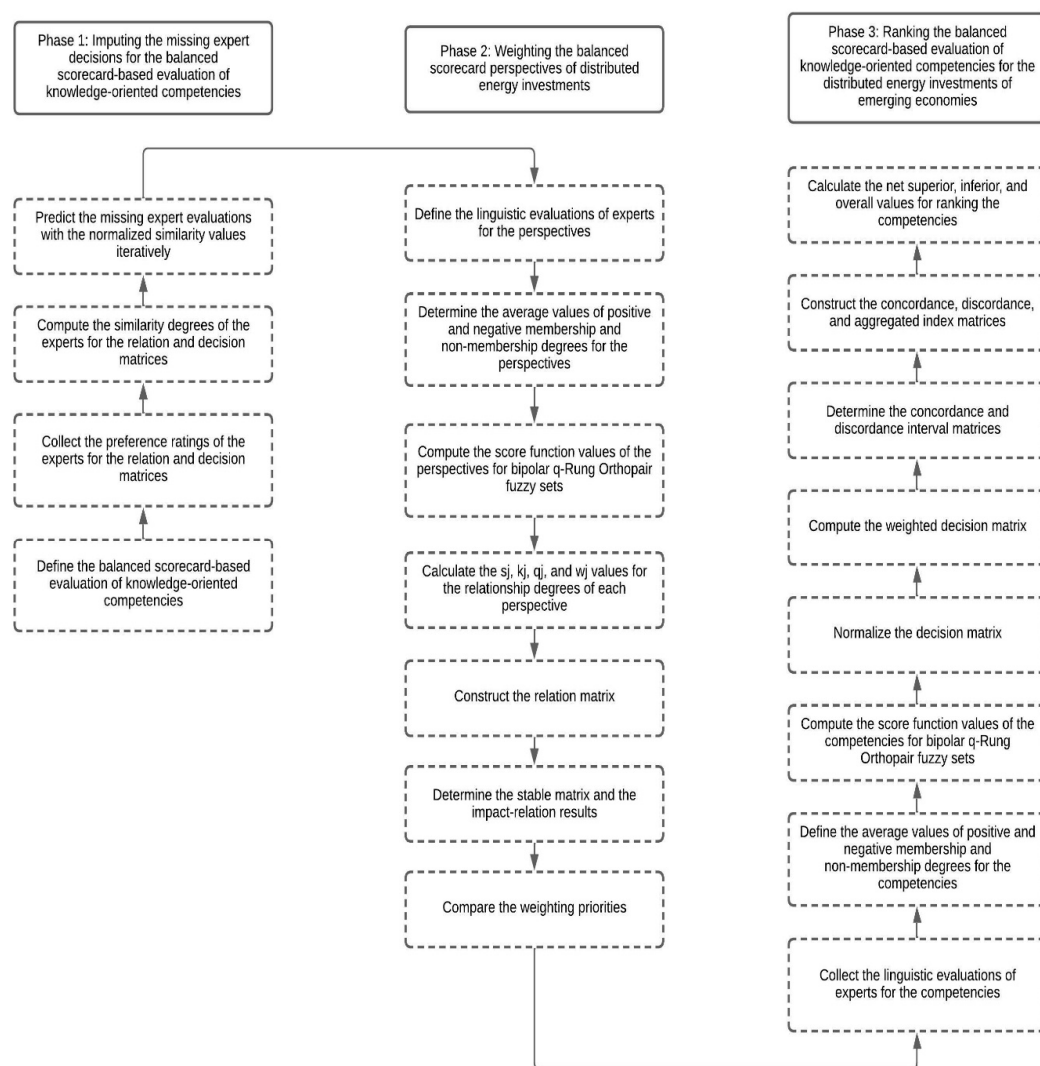 Phase 1: Imputing the missing expert
decisions for the balanced
scorecard-based evaluation of
knowledge-oriented competencies
Predict the missing expert evaluations
with the normalized similarity values
iteratively
Compute the similarity degrees of the
experts for the relation and decision
matrices
Collect the preference ratings of the
experts for the relation and decision
matrices
Define the balanced scorecard-based
evaluation of knowledge-oriented
competencies
Phase 2: Weighting the balanced
scorecard perspectives of distributed
energy investments
Define the linguistic evaluations of experts
for the perspectives
Determine the average values of positive
and negative membership and
non-membership degrees for the
perspectives
Compute the score function values of the
perspectives for bipolar q-Rung Orthopair
fuzzy sets
Calculate the sj, kj, qj, and wj values for
the relationship degrees of each
perspective
Construct the relation matrix
Determine the stable matrix and the
impact-relation results
Compare the weighting priorities
Phase 3: Ranking the balanced
scorecard-based evaluation of
knowledge-oriented competencies for the
distributed energy investments of
emerging economies
Calculate the net superior, inferior, and
overall values for ranking the
competencies
Construct the concordance, discordance,
and aggregated index matrices
Determine the concordance and
discordance interval matrices
Compute the weighted decision matrix
Normalize the decision matrix
Compute the score function values of the
competencies for bipolar q-Rung
Orthopair fuzzy sets
Define the average values of positive and
negative membership and
non-membership degrees for the
competencies
Collect the linguistic evaluations of
experts for the competencies